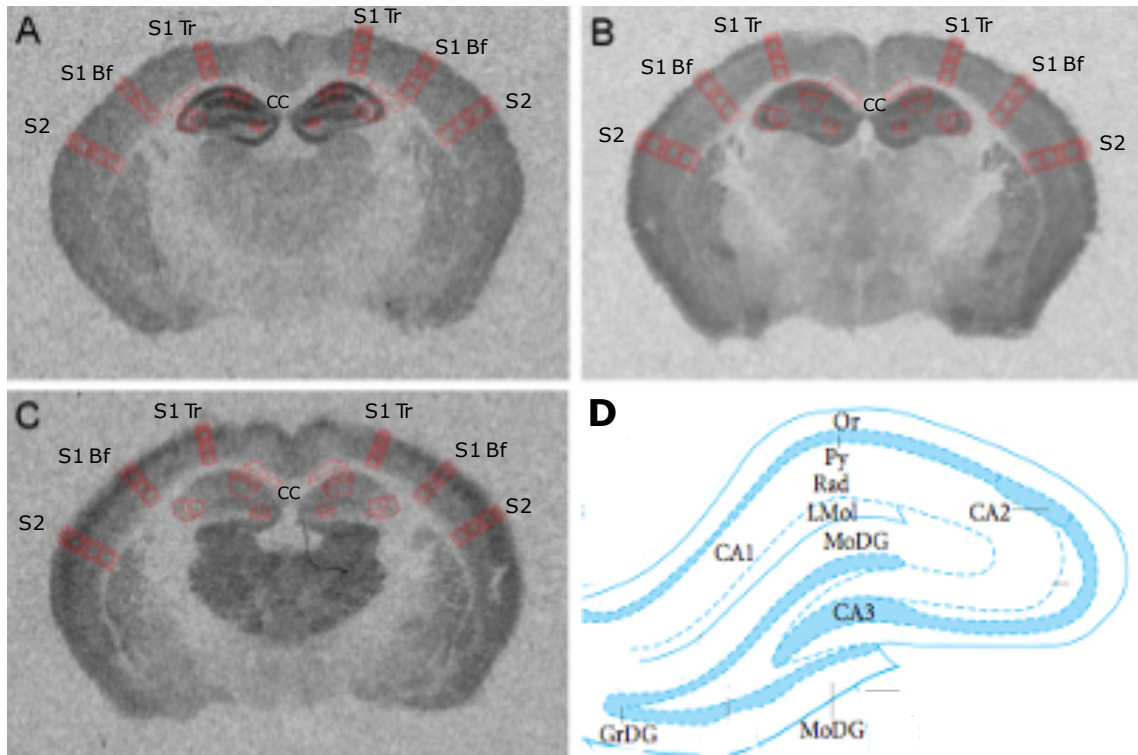 A
S1 Tr
S1 Tr
S1 Bf
S1 Bf
CC
S2
S2
B
S1 Tr
S1 Tr
S1 Bf
S1 Bf
CC
S2
S2
C
S1 Tr
S1 Tr
S1 Bf
S1 Bf
CC
S2
S2
D
Or
Py
Rad
LMol
CA2
MoDG
CA1
CA3
GrDG
MoDG